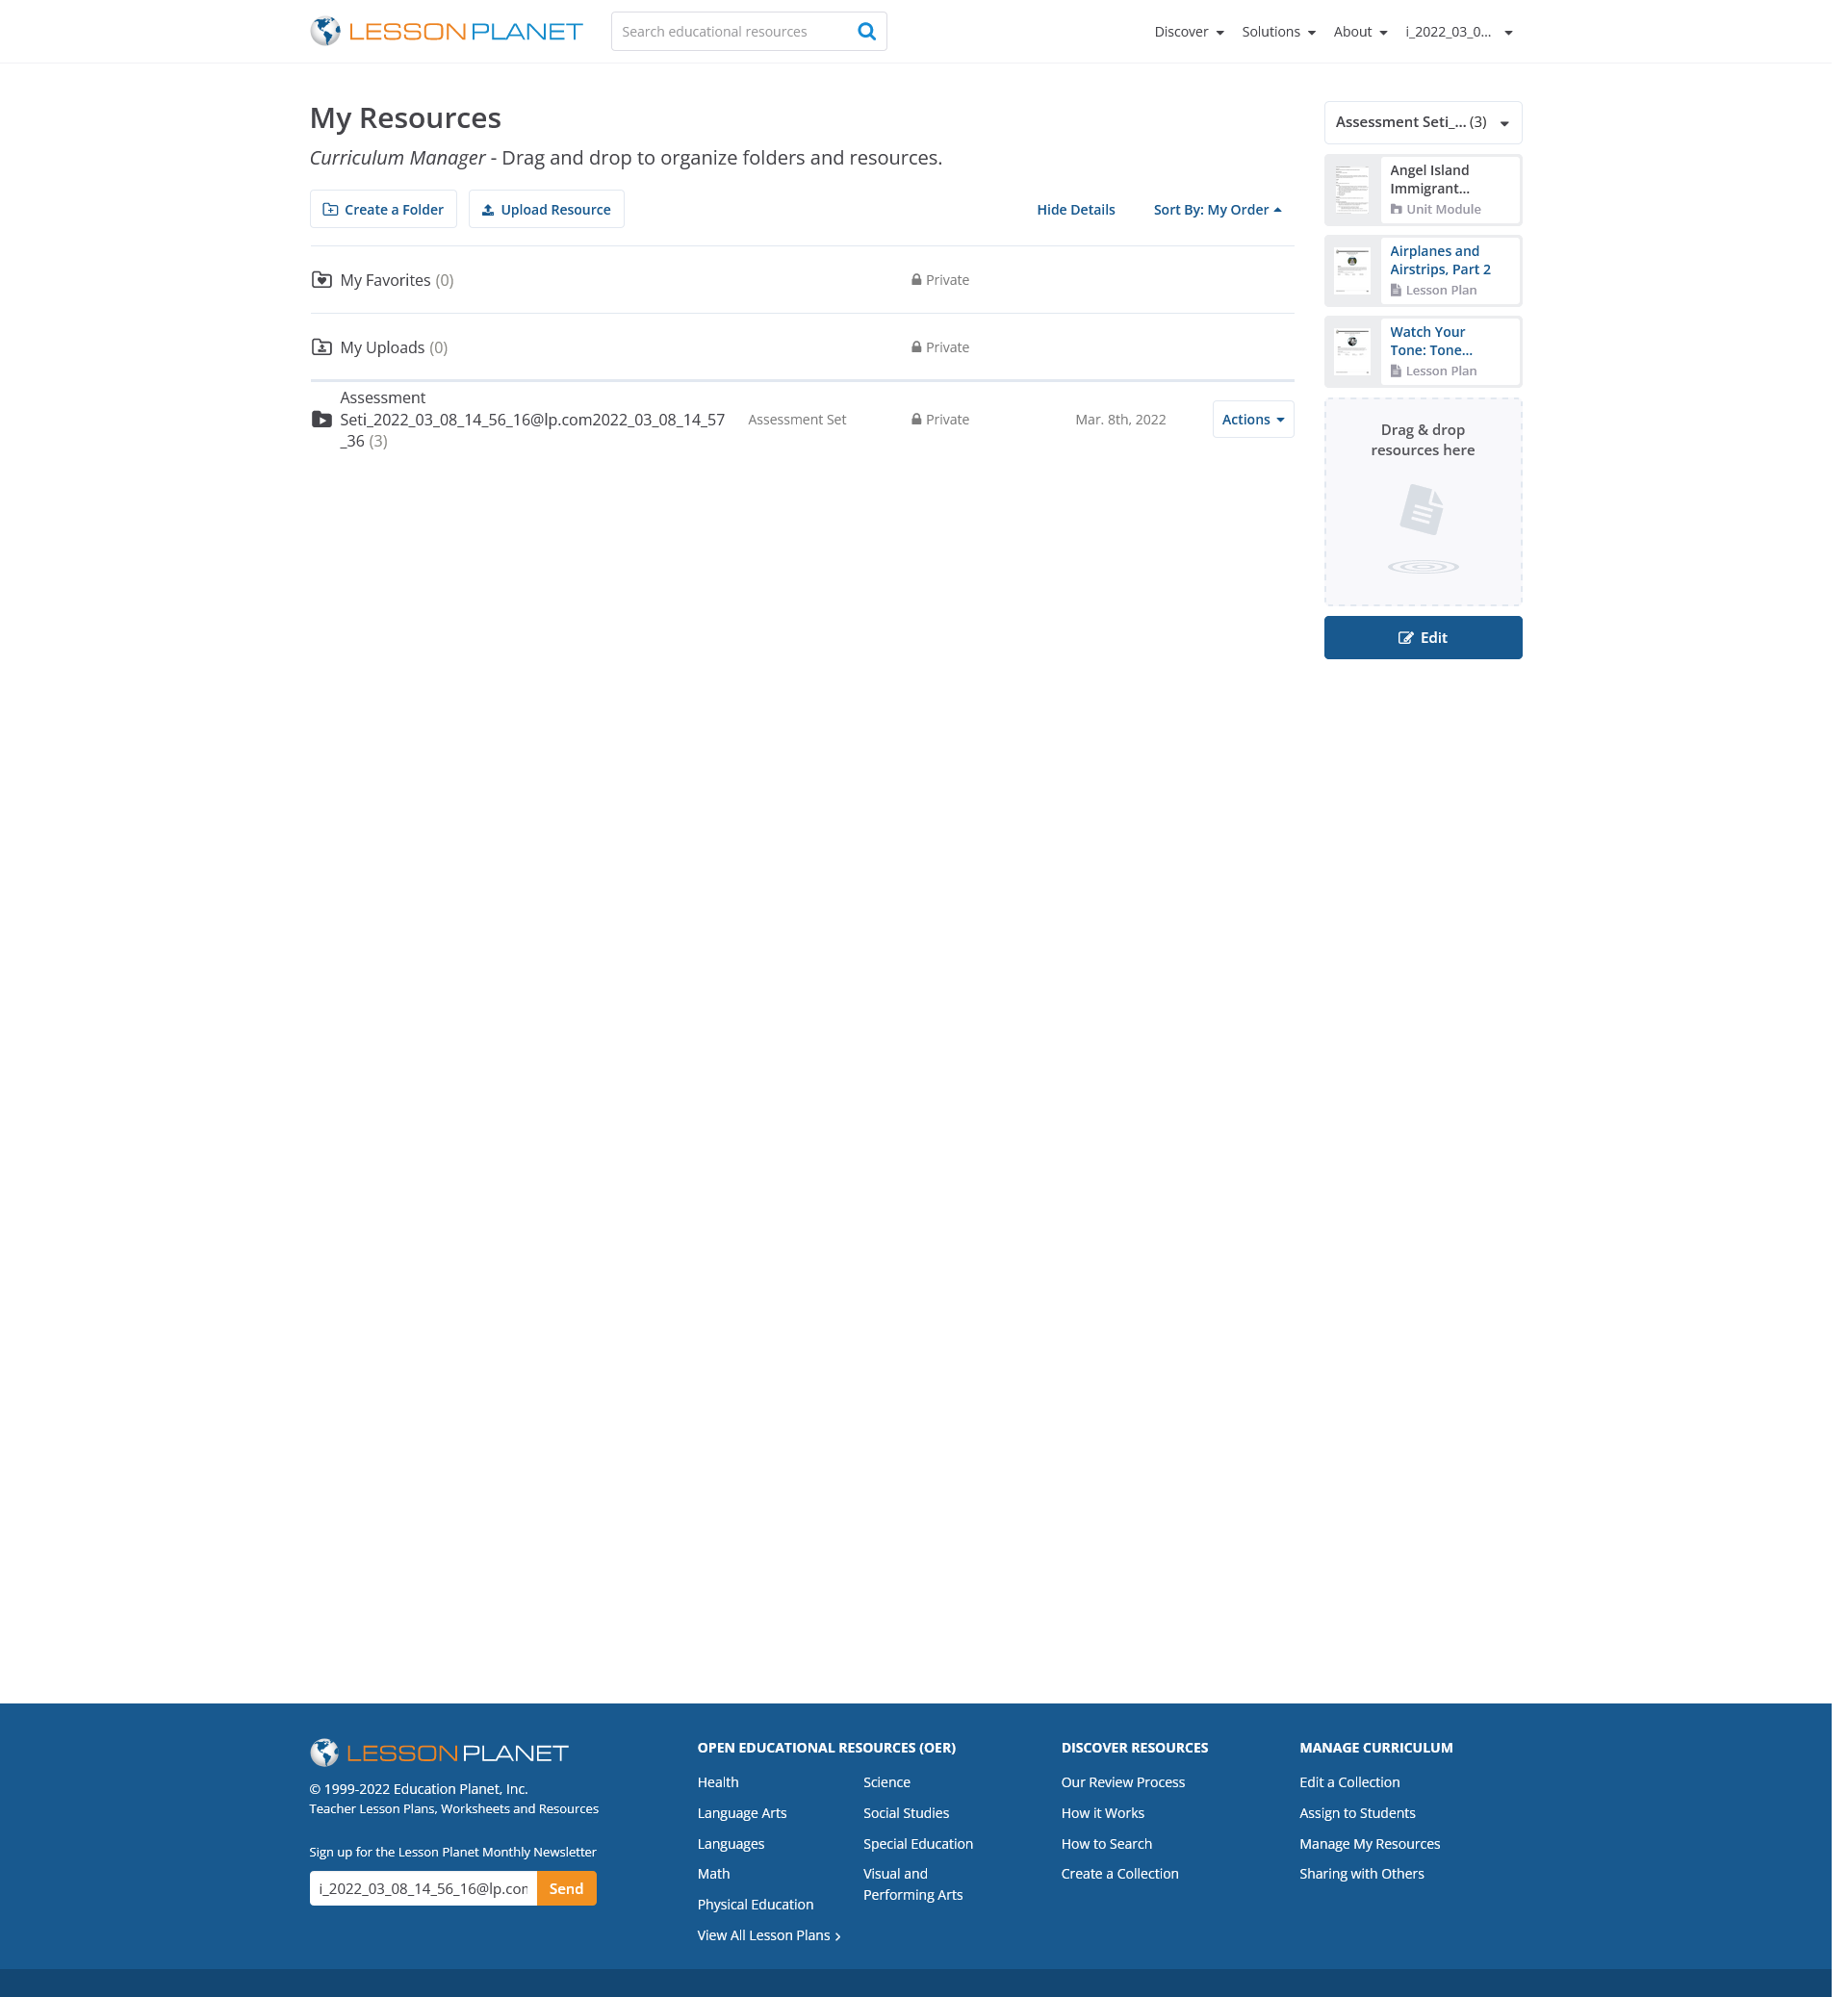 LESSON PLANET
Search educational resources
Discover
Solutions
About
i_2022_03_0...
My Resources
Curriculum Manager - Drag and drop to organize folders and resources.
Create a Folder
Upload Resource
Hide Details
Sort By: My Order
My Favorites (0)
Private
My Uploads (0)
Private
Assessment
Seti_2022_03_08_14_56_16@lp.com2022_03_08_14_57
_36 (3)
Assessment Set
Private
Mar. 8th, 2022
Actions
Assessment Seti_... (3)
Angel Island
Immigrant...
Unit Module
Airplanes and
Airstrips, Part 2
Lesson Plan
Watch Your
Tone: Tone...
Lesson Plan
Drag & drop
resources here
Edit
LESSON PLANET
© 1999-2022 Education Planet, Inc.
Teacher Lesson Plans, Worksheets and Resources
Sign up for the Lesson Planet Monthly Newsletter
i_2022_03_08_14_56_16@lp.com
Send
OPEN EDUCATIONAL RESOURCES (OER)
Health
Language Arts
Languages
Math
Physical Education
View All Lesson Plans
Science
Social Studies
Special Education
Visual and
Performing Arts
DISCOVER RESOURCES
Our Review Process
How it Works
How to Search
Create a Collection
MANAGE CURRICULUM
Edit a Collection
Assign to Students
Manage My Resources
Sharing with Others